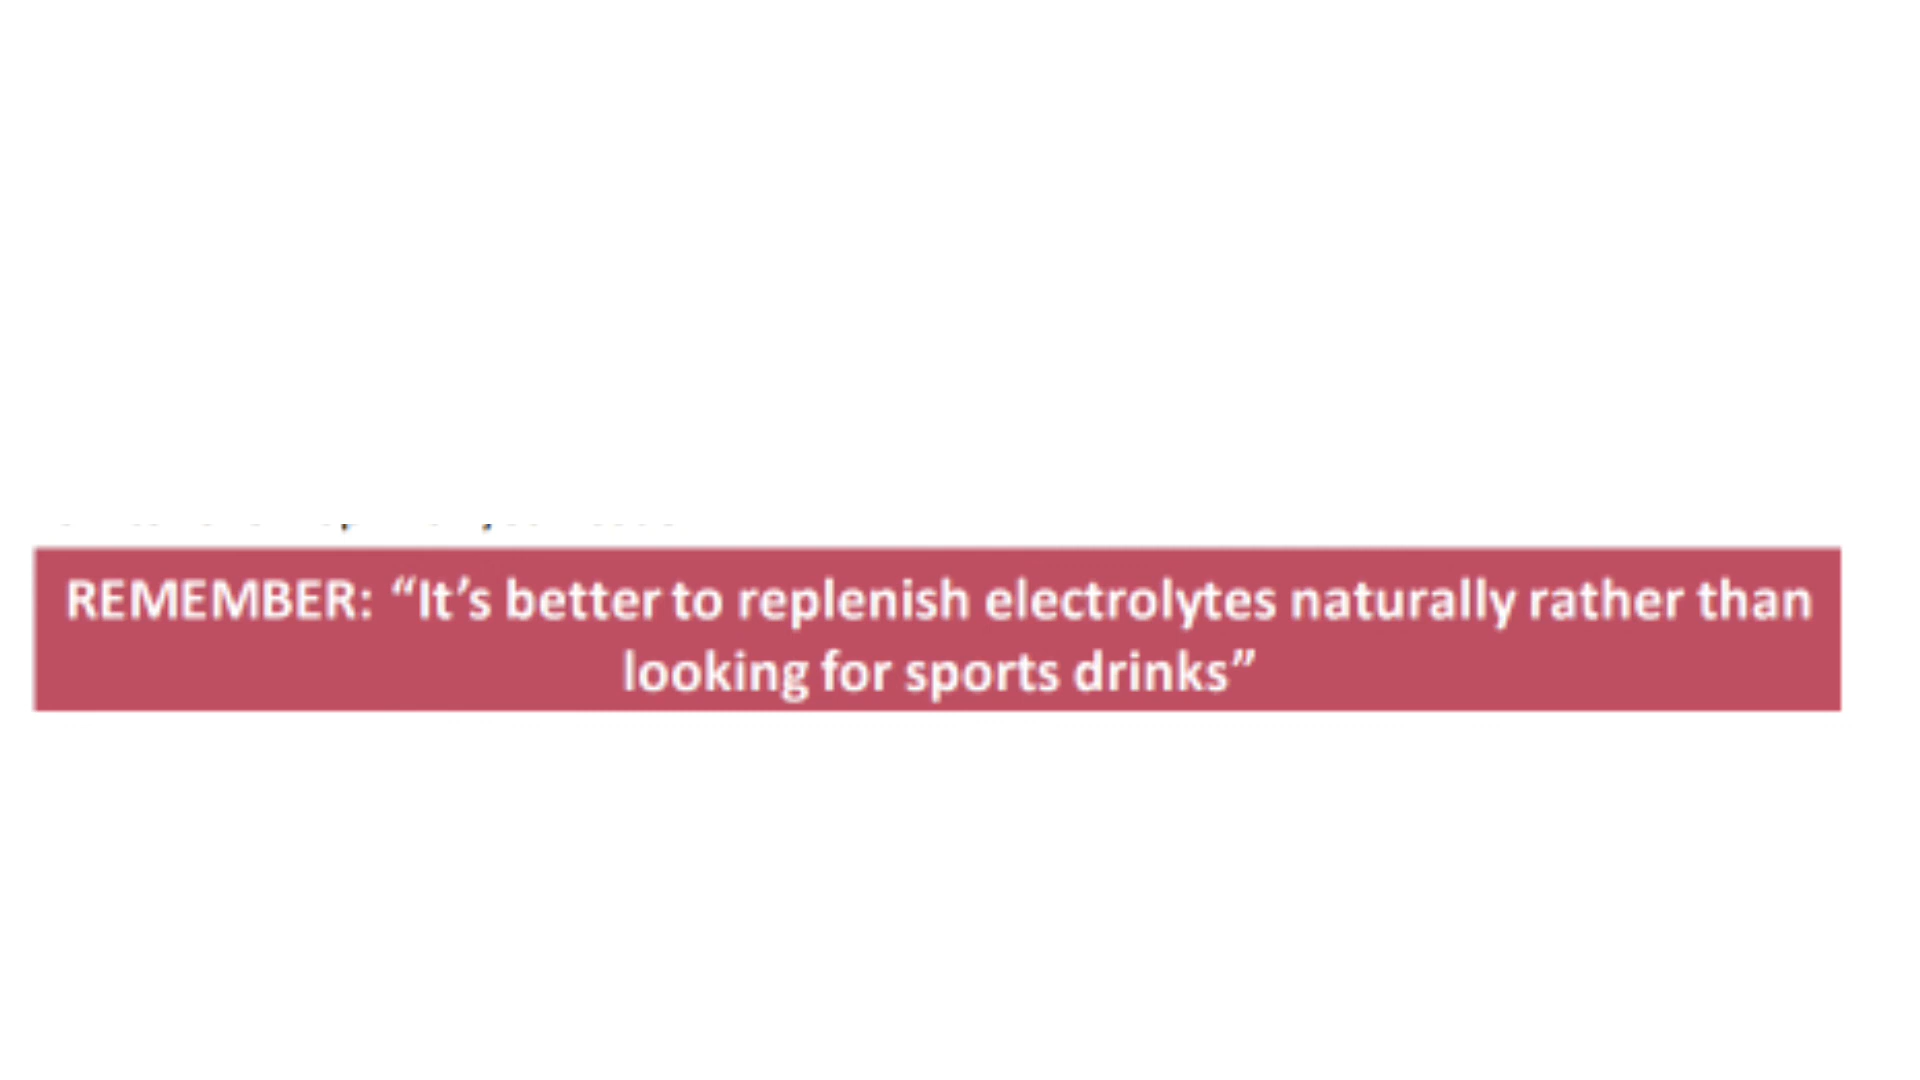 REMEMBER: “It’s better to replenish electrolytes naturally rather than
looking for sports drinks”